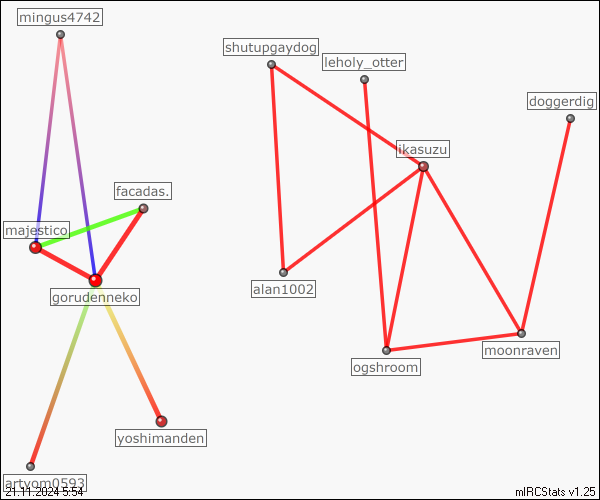 mingus4742
shutupgaydog
leholy_otter
doggerdig
ikasuzu
facadas.
majestico
gorudenneko
alan1002
moonraven
ogshroom
yoshimanden
artyom0593
21.11.2024 5:54
mIRCStats v1.25